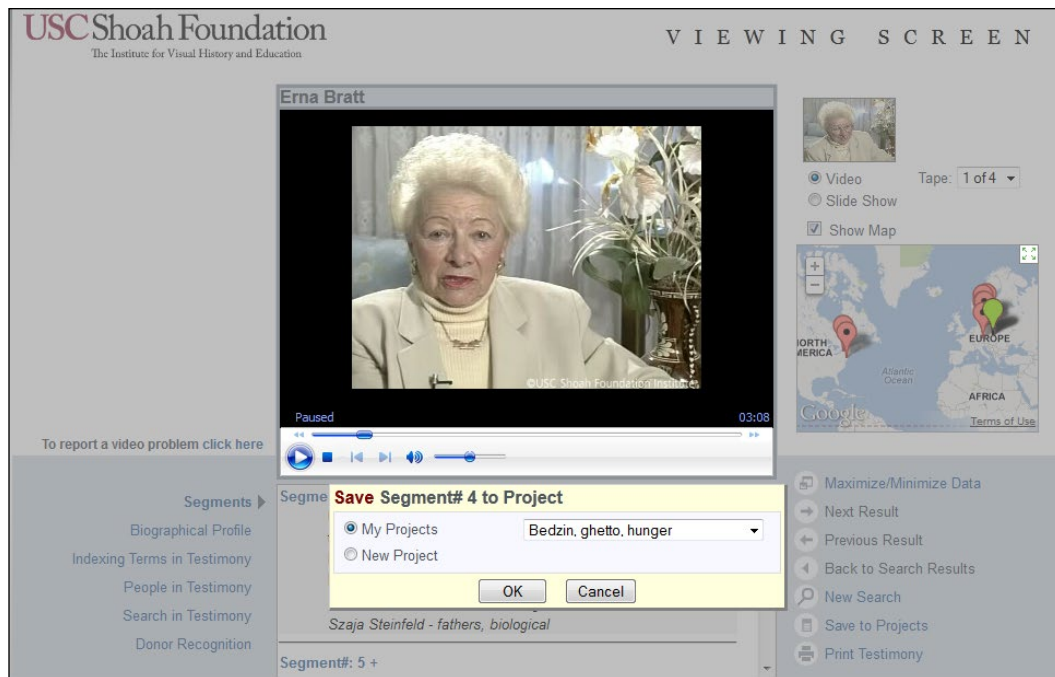 USC Shoah Foundation
The Institute for Visual History and Education
VIEWING SCREEN
Erna Bratt
©USC Shoah Foundation Institute
Paused 03:08
To report a video problem click here
Video
Tape: 1 of 4
Slide Show
Show Map
NORTH
AMERICA
EUROPE
Atlantic
Ocean
AFRICA
Google
Terms of Use
Segments
Biographical Profile
Indexing Terms in Testimony
People in Testimony
Search in Testimony
Donor Recognition
Segme
Save Segment# 4 to Project
My Projects
Bedzin, ghetto, hunger
New Project
OK Cancel
Szaja Steinfeld - fathers, biological
Segment#: 5 +
Maximize/Minimize Data
Next Result
Previous Result
Back to Search Results
New Search
Save to Projects
Print Testimony